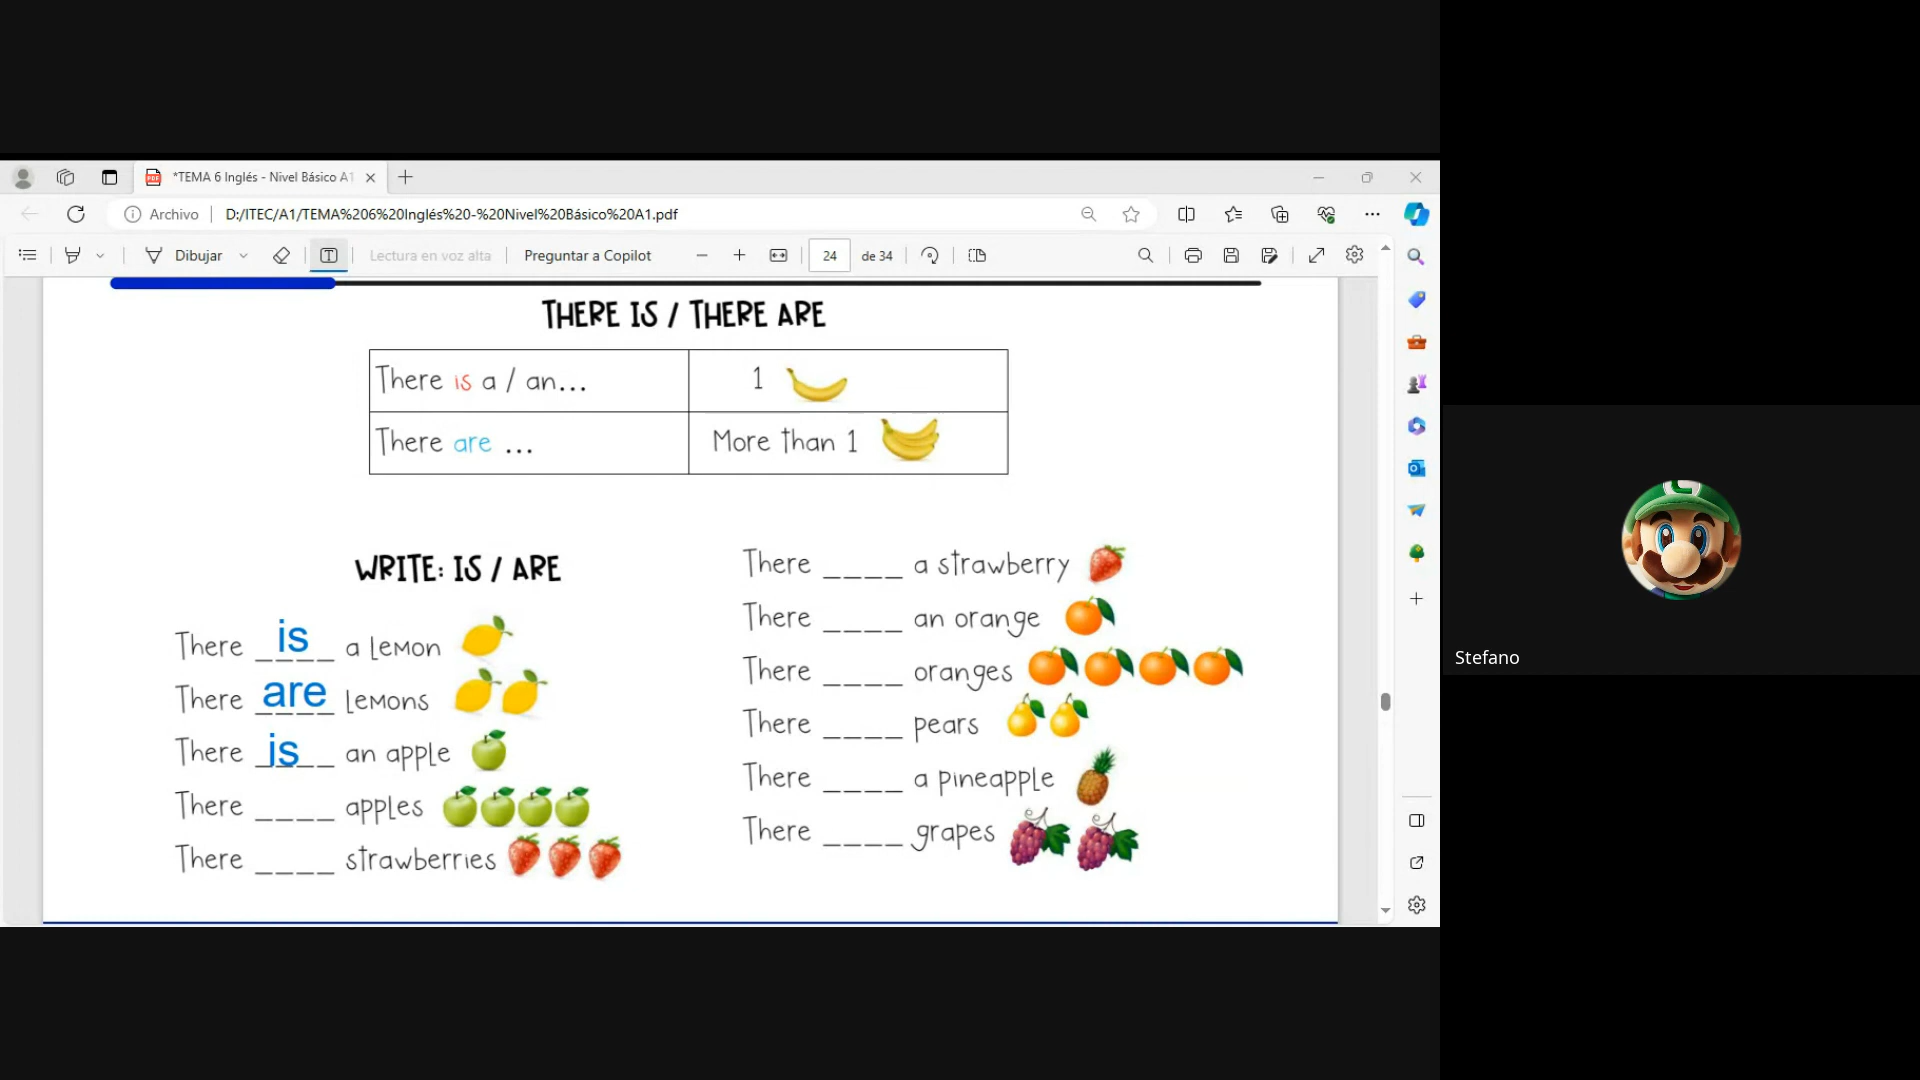 *TEMA 6 Inglés - Nivel Básico A1
Archivo D:/ITEC/A1/TEMA%206%20Inglés%20-%20Nivel%20Básico%20A1.pdf
Dibujar Lectura en voz alta Preguntar a Copilot 24 de 34
THERE IS / THERE ARE
There is a / an... 1
There are ... More than 1
WRITE: IS / ARE
There is a lemon
There are lemons
There is an apple
There ____ apples
There ____ strawberries
There ____ a strawberry
There ____ an orange
There ____ oranges
There ____ pears
There ____ a pineapple
There ____ grapes
Stefano